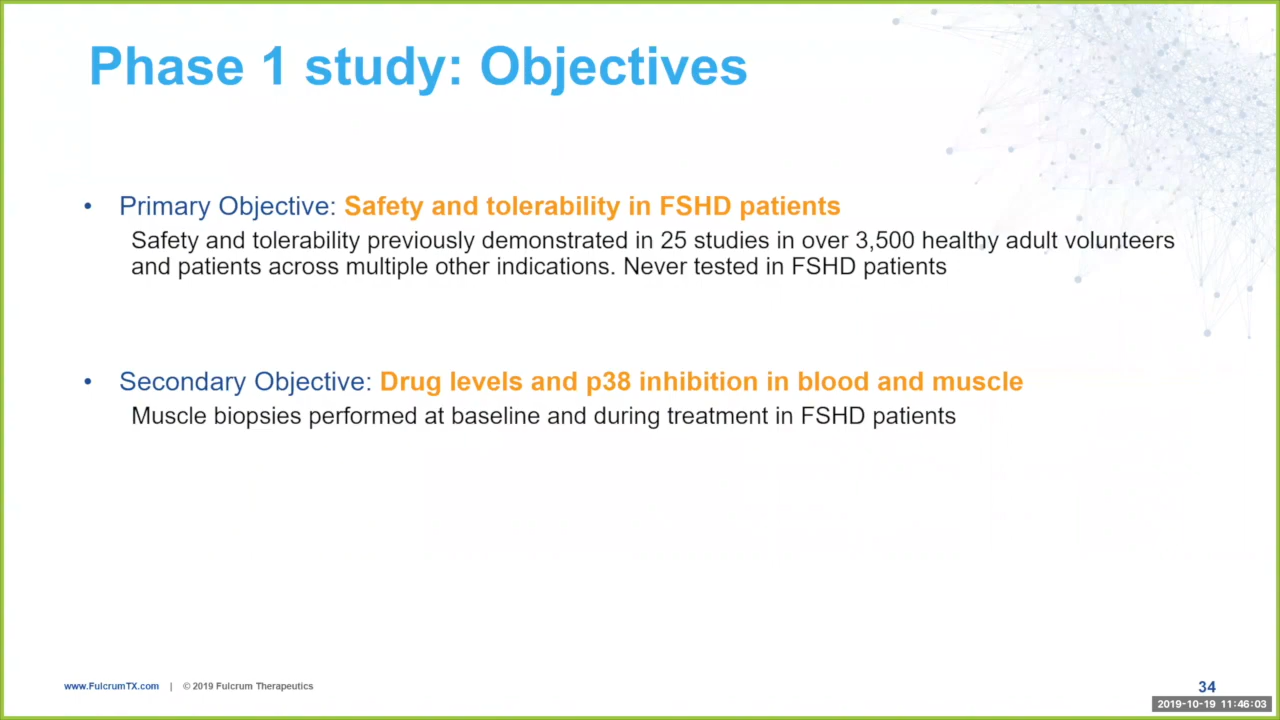 Phase 1 study: Objectives
• Primary Objective: Safety and tolerability in FSHD patients
Safety and tolerability previously demonstrated in 25 studies in over 3,500 healthy adult volunteers
and patients across multiple other indications. Never tested in FSHD patients
• Secondary Objective: Drug levels and p38 inhibition in blood and muscle
Muscle biopsies performed at baseline and during treatment in FSHD patients
www.FulcrumTX.com | © 2019 Fulcrum Therapeutics
34
2019-10-19 11:46:03